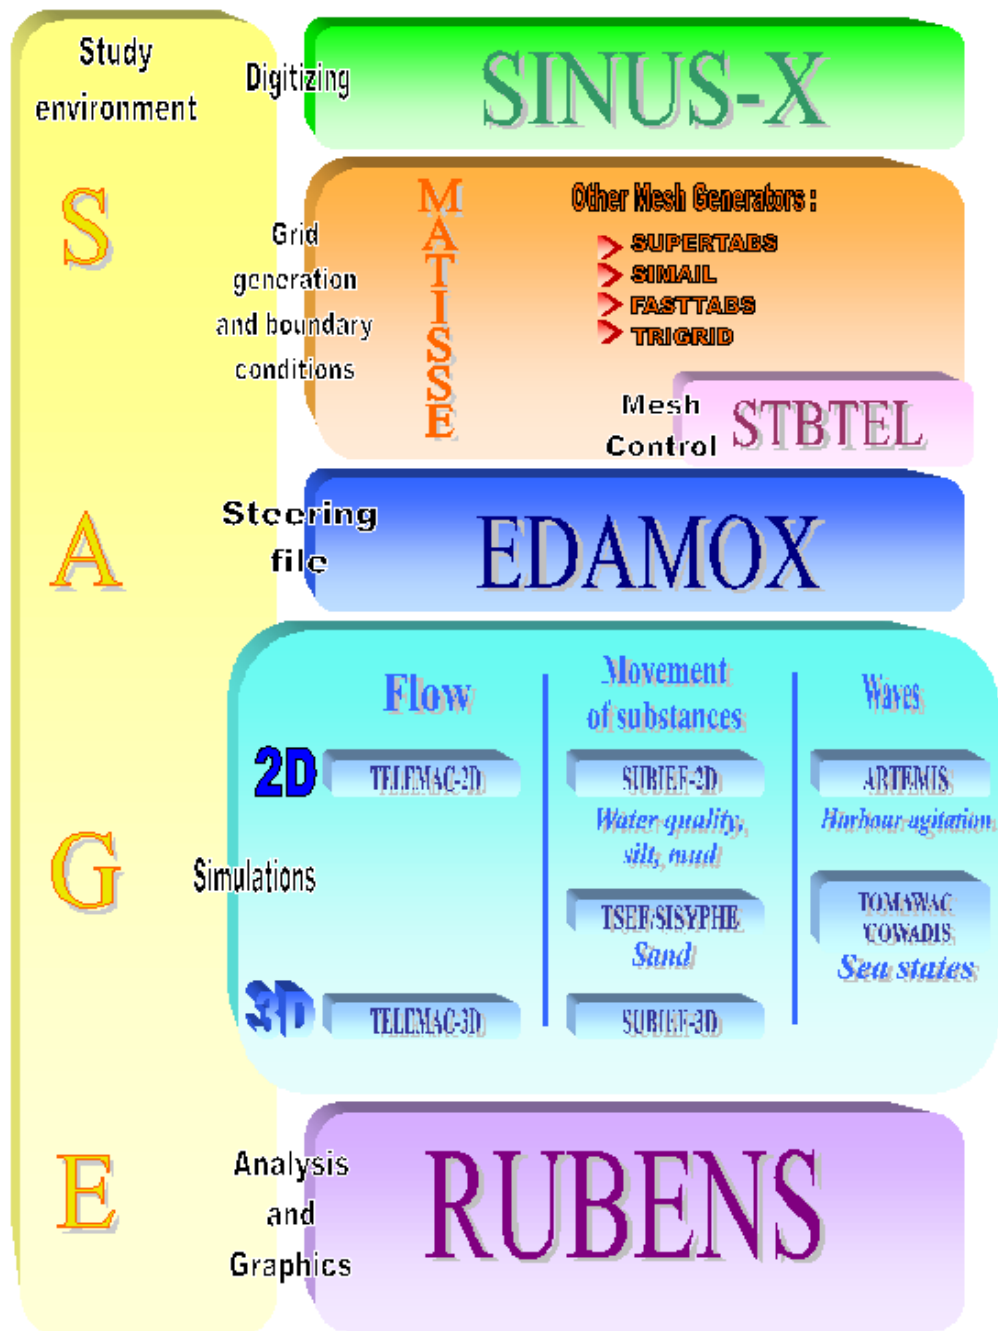 Study
environment
S
A
G
E
Digitizing
SINUS-X
Grid
generation
and boundary
conditions
MATISSE
Other Mesh Generators :
SUPERTABS
SIMAIL
FASTTABS
TRIGRID
Mesh
Control
STBTEL
Steering
file
EDAMOX
Simulations
Flow
Movement
of substances
Waves
2D
TELEMAC-2D
SUBIEF-2D
Water quality,
silt, mud
ARTEMIS
Harbour agitation
TSEF/SISYPHE
Sand
TOMAWAC
COWADIS
Sea states
3D
TELEMAC-3D
SUBIEF-3D
Analysis
and
Graphics
RUBENS